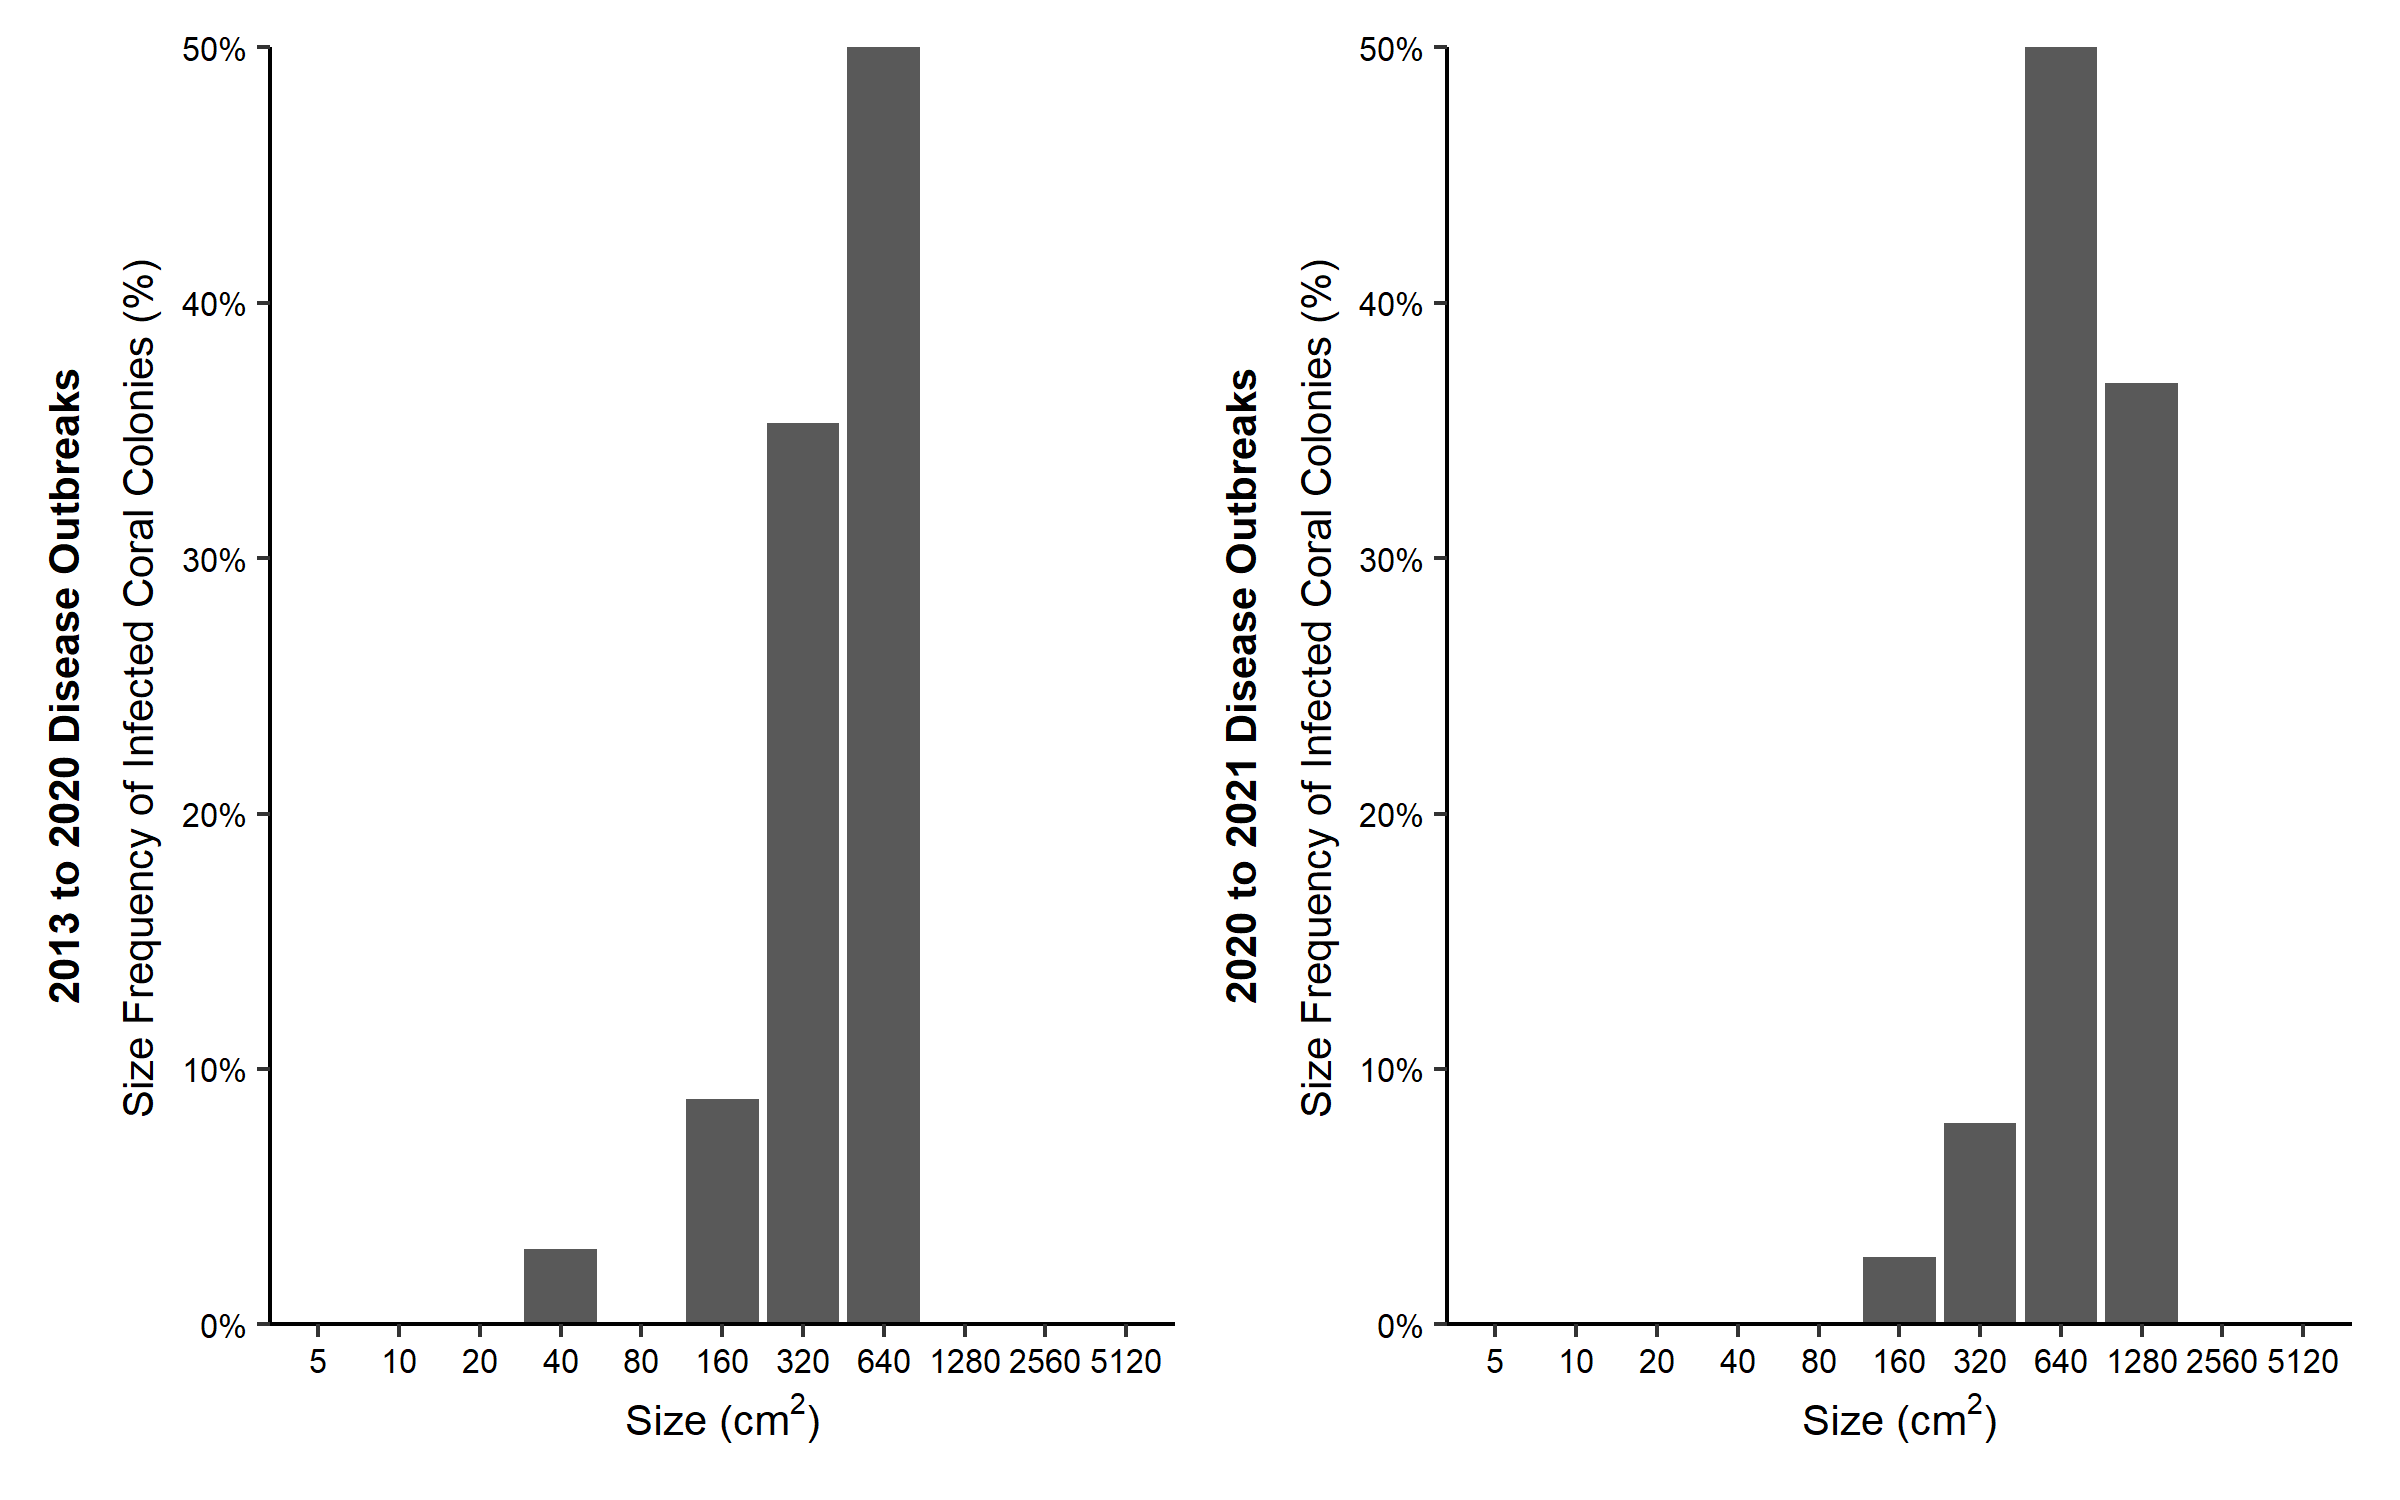 2013 to 2020 Disease Outbreaks
Size Frequency of Infected Coral Colonies (%)
50%
40%
30%
20%
10%
0%
5 10 20 40 80 160 320 640 1280 2560 5120
Size (cm²)
2020 to 2021 Disease Outbreaks
Size Frequency of Infected Coral Colonies (%)
50%
40%
30%
20%
10%
0%
5 10 20 40 80 160 320 640 1280 2560 5120
Size (cm²)